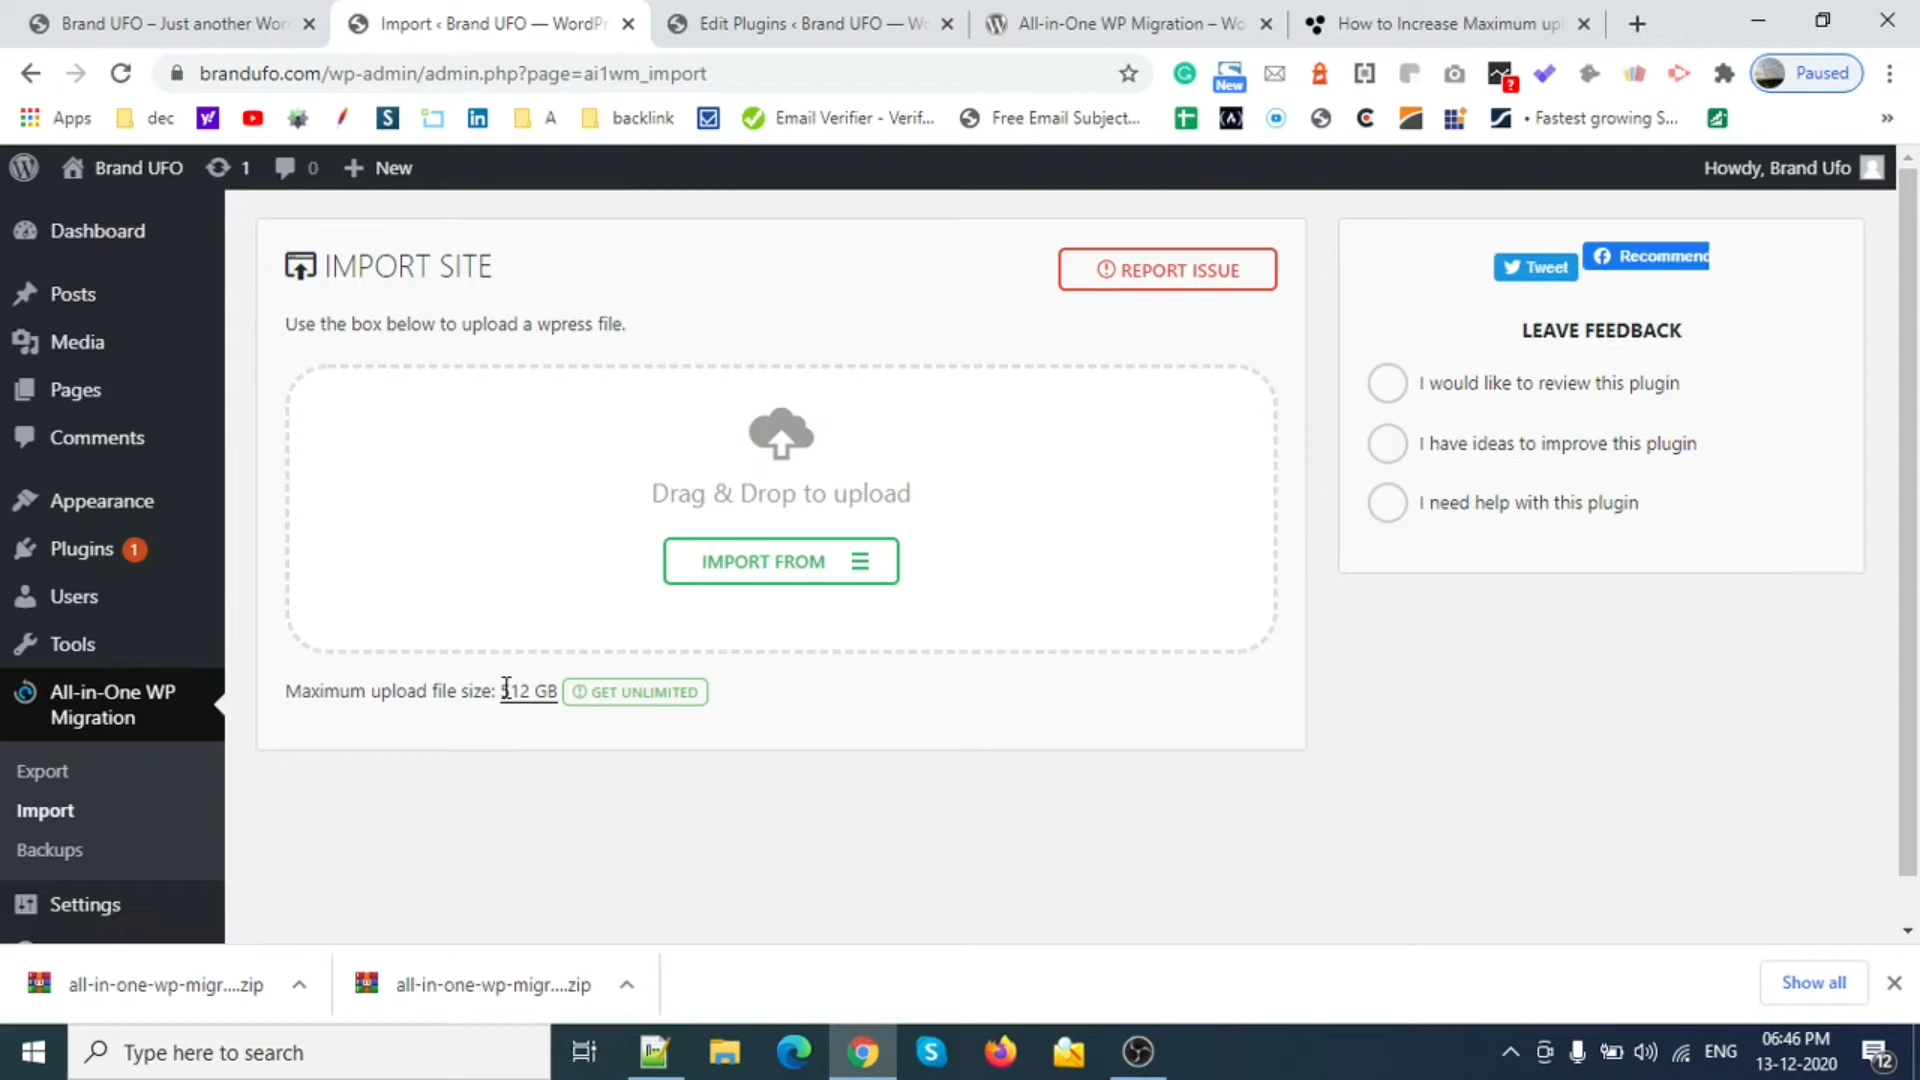 Brand UFO – Just another Wor
Import ‹ Brand UFO — WordPr
Edit Plugins ‹ Brand UFO — Wo
All-in-One WP Migration – Wo
How to Increase Maximum up
brandufo.com/wp-admin/admin.php?page=ai1wm_import
New
?
Paused
Apps
dec
A
backlink
Email Verifier - Verif...
Free Email Subject...
• Fastest growing S...
»
Brand UFO
1
0
New
Howdy, Brand Ufo
Dashboard
Posts
Media
Pages
Comments
Appearance
Plugins 1
Users
Tools
All-in-One WP
Migration
Export
Import
Backups
Settings
IMPORT SITE
REPORT ISSUE
Use the box below to upload a wpress file.
Drag & Drop to upload
IMPORT FROM
Maximum upload file size: 512 GB
GET UNLIMITED
Tweet
Recommend
LEAVE FEEDBACK
I would like to review this plugin
I have ideas to improve this plugin
I need help with this plugin
all-in-one-wp-migr....zip
all-in-one-wp-migr....zip
Show all
Type here to search
ENG
06:46 PM
13-12-2020
12